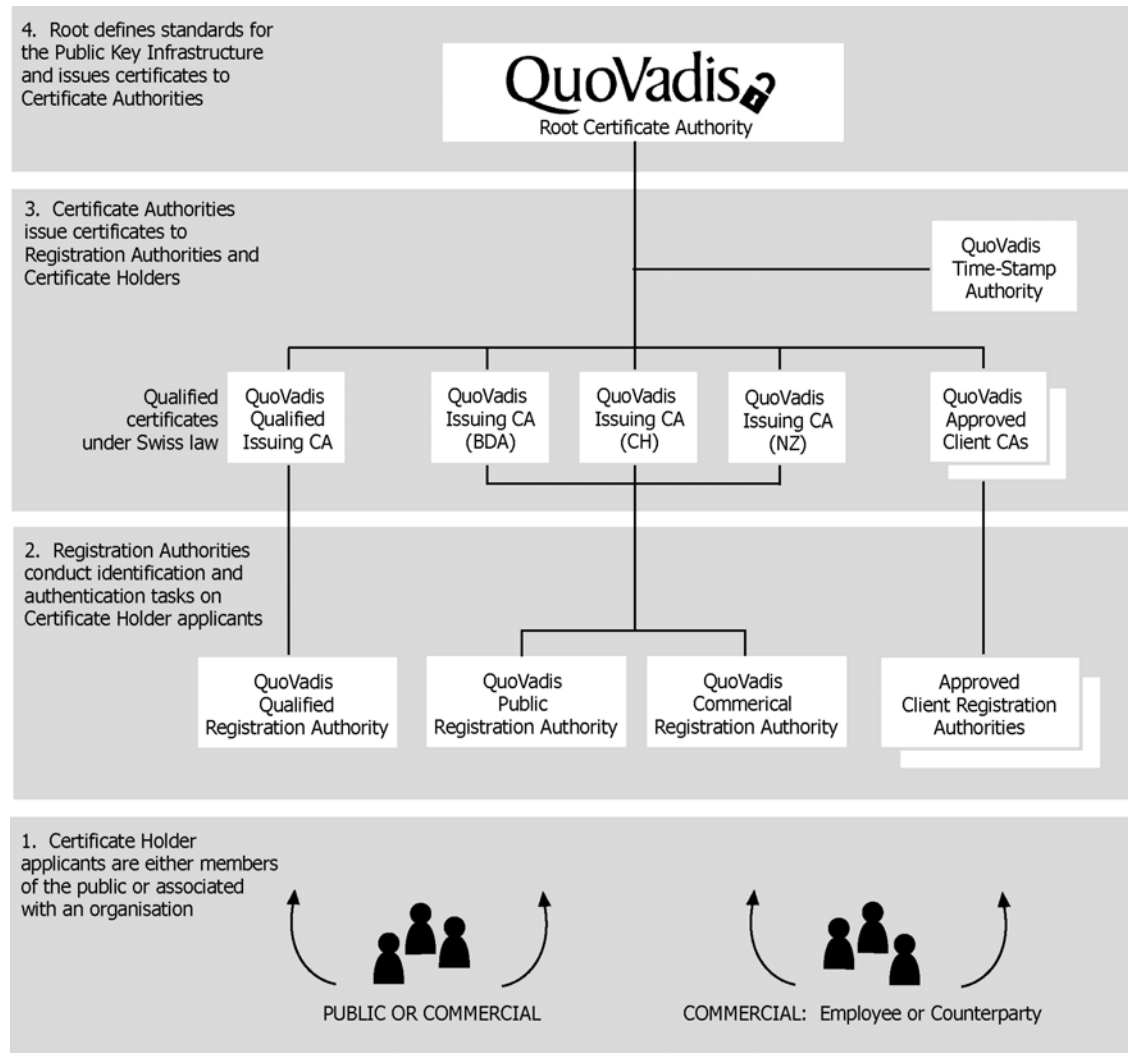 4.  Root defines standards for
the Public Key Infrastructure
and issues certificates to
Certificate Authorities
QuoVadis
Root Certificate Authority
3.  Certificate Authorities
issue certificates to
Registration Authorities and
Certificate Holders
QuoVadis
Time-Stamp
Authority
Qualified
certificates
under Swiss law
QuoVadis
Qualified
Issuing CA
QuoVadis
Issuing CA
(BDA)
QuoVadis
Issuing CA
(CH)
QuoVadis
Issuing CA
(NZ)
QuoVadis
Approved
Client CAs
2.  Registration Authorities
conduct identification and
authentication tasks on
Certificate Holder applicants
QuoVadis
Qualified
Registration Authority
QuoVadis
Public
Registration Authority
QuoVadis
Commerical
Registration Authority
Approved
Client Registration
Authorities
1.  Certificate Holder
applicants are either members
of the public or associated
with an organisation
PUBLIC OR COMMERCIAL
COMMERCIAL:  Employee or Counterparty